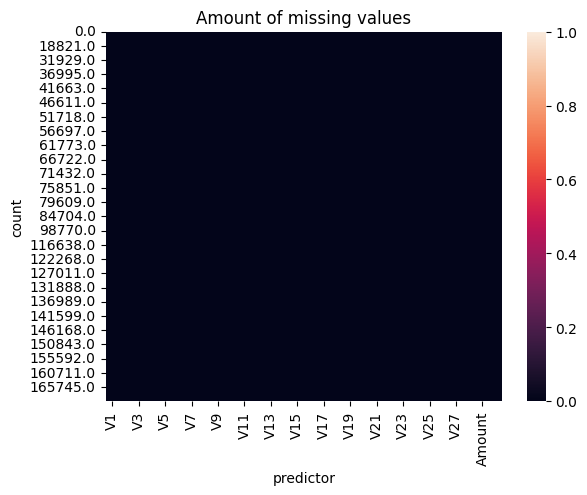 Amount of missing values
0.0
18821.0
31929.0
36995.0
41663.0
46611.0
51718.0
56697.0
61773.0
66722.0
71432.0
75851.0
79609.0
84704.0
98770.0
116638.0
122268.0
127011.0
131888.0
136989.0
141599.0
146168.0
150843.0
155592.0
160711.0
165745.0
count
V1
V3
V5
V7
V9
V11
V13
V15
V17
V19
V21
V23
V25
V27
Amount
predictor
1.0
0.8
0.6
0.4
0.2
0.0